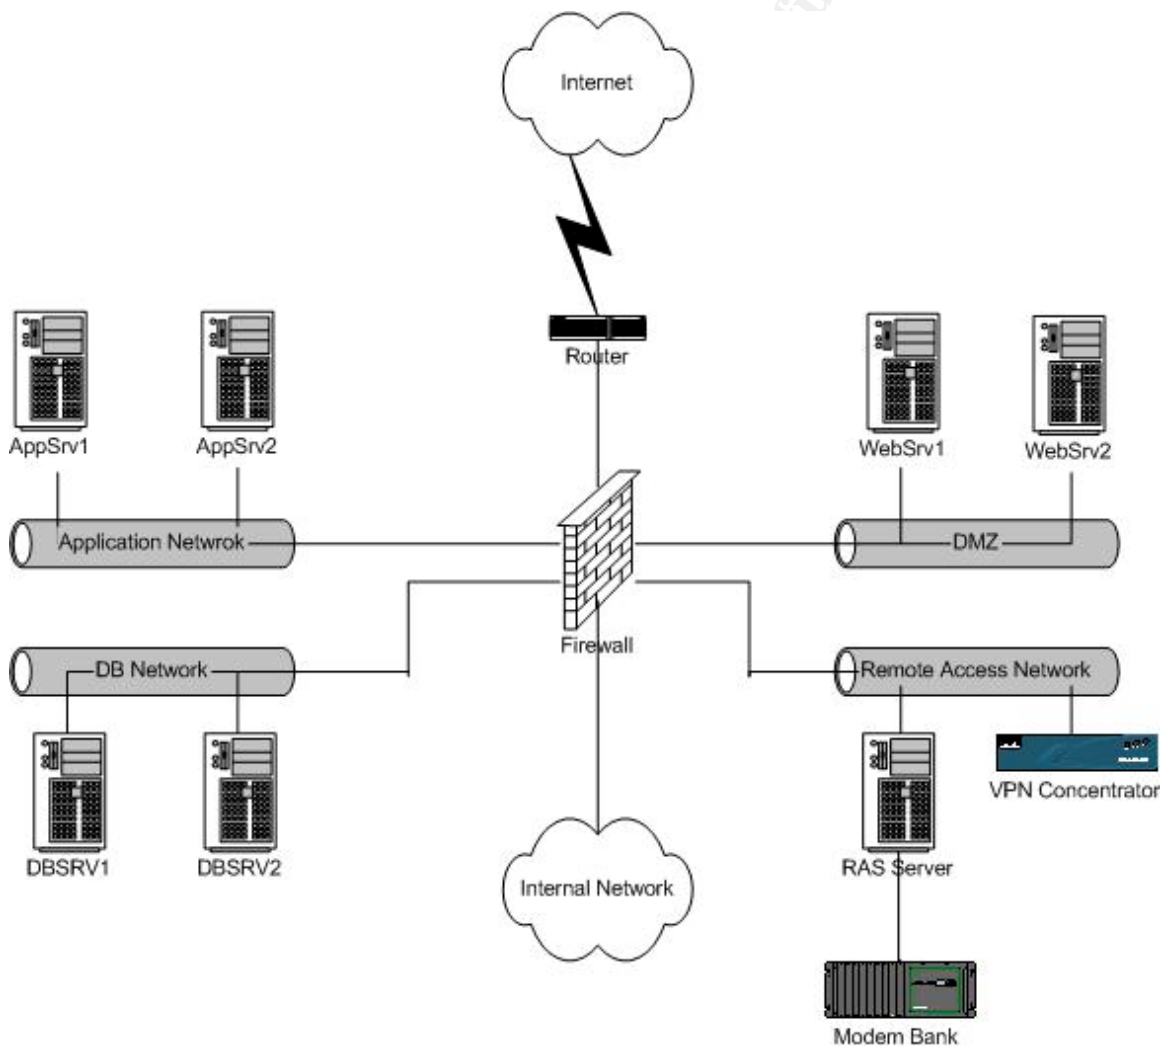 Internet
Router
AppSrv1
AppSrv2
WebSrv1
WebSrv2
Application Netwrok
DMZ
Firewall
DB Network
Remote Access Network
DBSRV1
DBSRV2
Internal Network
RAS Server
VPN Concentrator
Modem Bank